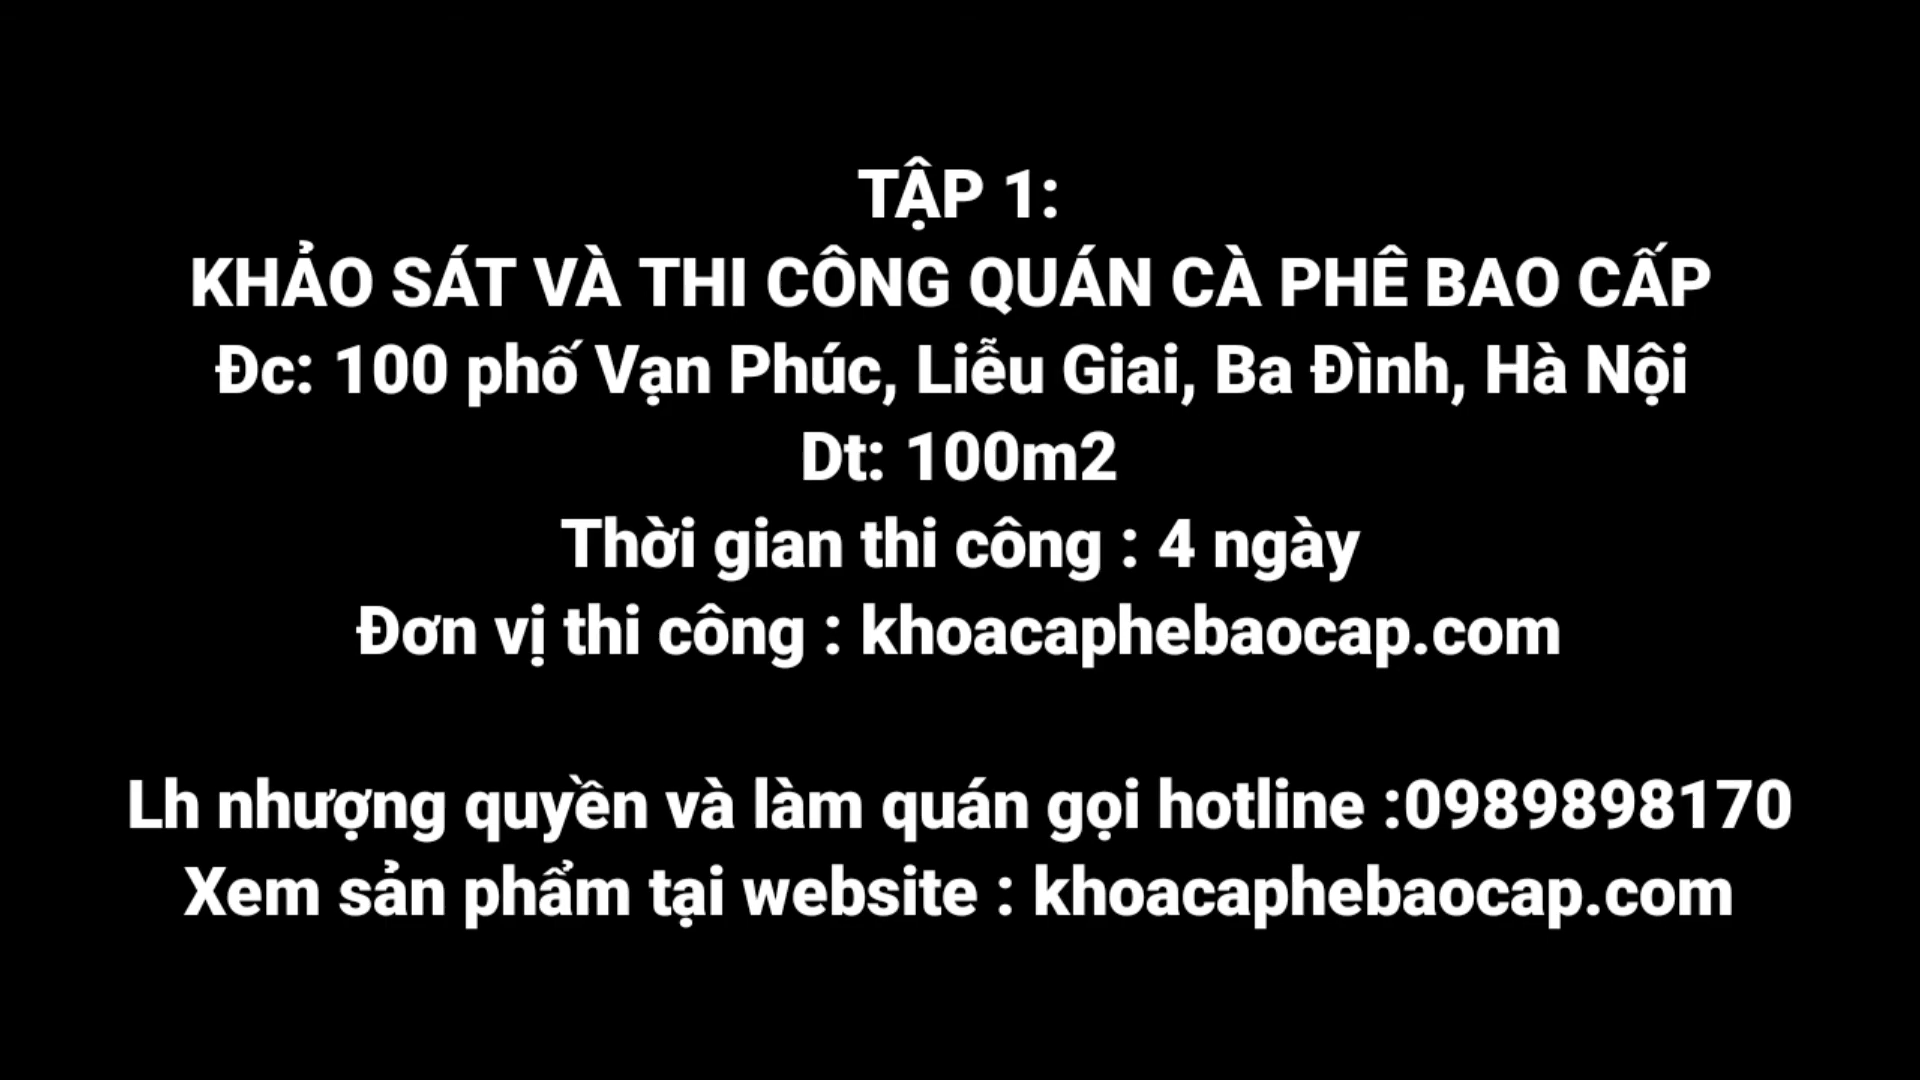 TẬP 1:
KHẢO SÁT VÀ THI CÔNG QUÁN CÀ PHÊ BAO CẤP
Đc: 100 phố Vạn Phúc, Liễu Giai, Ba Đình, Hà Nội
Dt: 100m2
Thời gian thi công : 4 ngày
Đơn vị thi công : khoacaphebaocap.com
Lh nhượng quyền và làm quán gọi hotline :0989898170
Xem sản phẩm tại website : khoacaphebaocap.com